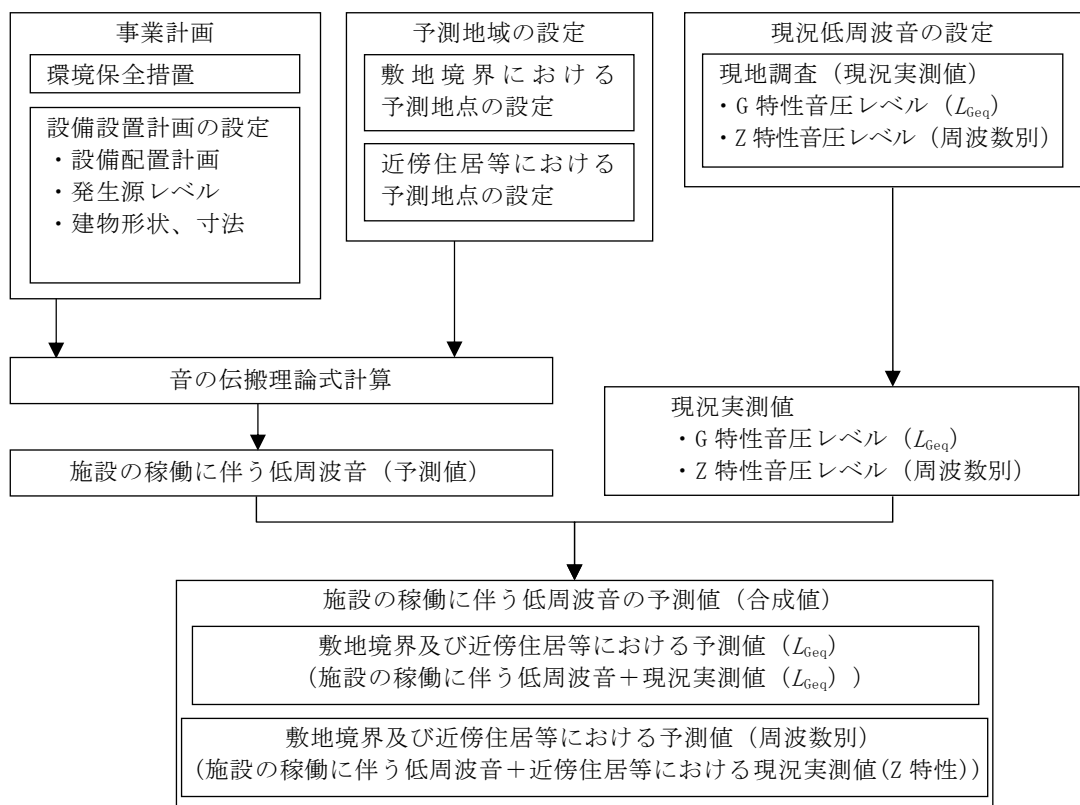 事業計画
環境保全措置
設備設置計画の設定
・設備配置計画
・発生源レベル
・建物形状、寸法
予測地域の設定
敷地境界における
予測地点の設定
近傍住居等における
予測地点の設定
現況低周波音の設定
現地調査（現況実測値）
・G 特性音圧レベル（LGeq）
・Z 特性音圧レベル（周波数別）
音の伝搬理論式計算
施設の稼働に伴う低周波音（予測値）
現況実測値
・G 特性音圧レベル（LGeq）
・Z 特性音圧レベル（周波数別）
施設の稼働に伴う低周波音の予測値（合成値）
敷地境界及び近傍住居等における予測値（LGeq）
(施設の稼働に伴う低周波音＋現況実測値（LGeq））
敷地境界及び近傍住居等における予測値（周波数別）
(施設の稼働に伴う低周波音＋近傍住居等における現況実測値(Z 特性))